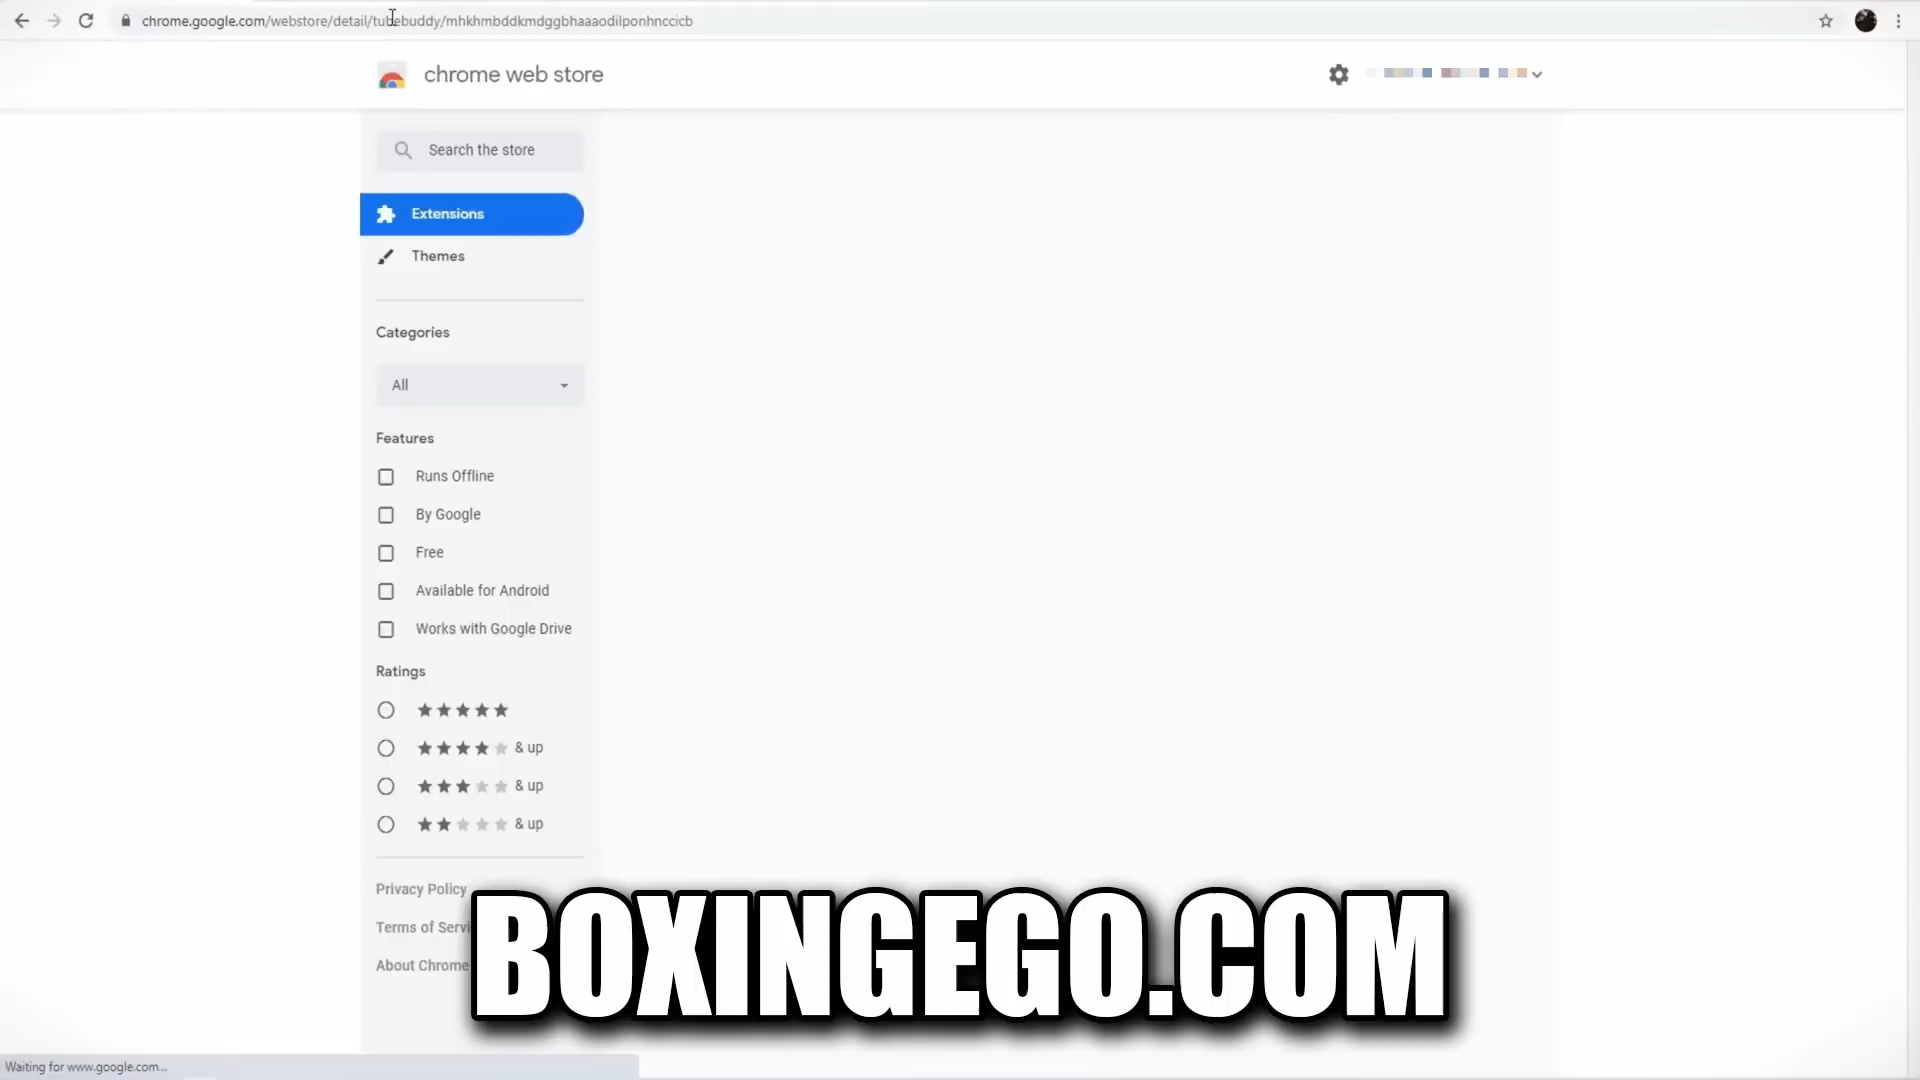 chrome.google.com/webstore/detail/tubebuddy/mhkhmbddkmdggbhaaaodilponhnccicb
chrome web store
Search the store
Extensions
Themes
Categories
All
Features
Runs Offline
By Google
Free
Available for Android
Works with Google Drive
Ratings
& up
& up
& up
Privacy Policy
Terms of Servi
About Chrome
BOXINGEGO.COM
Waiting for www.google.com...